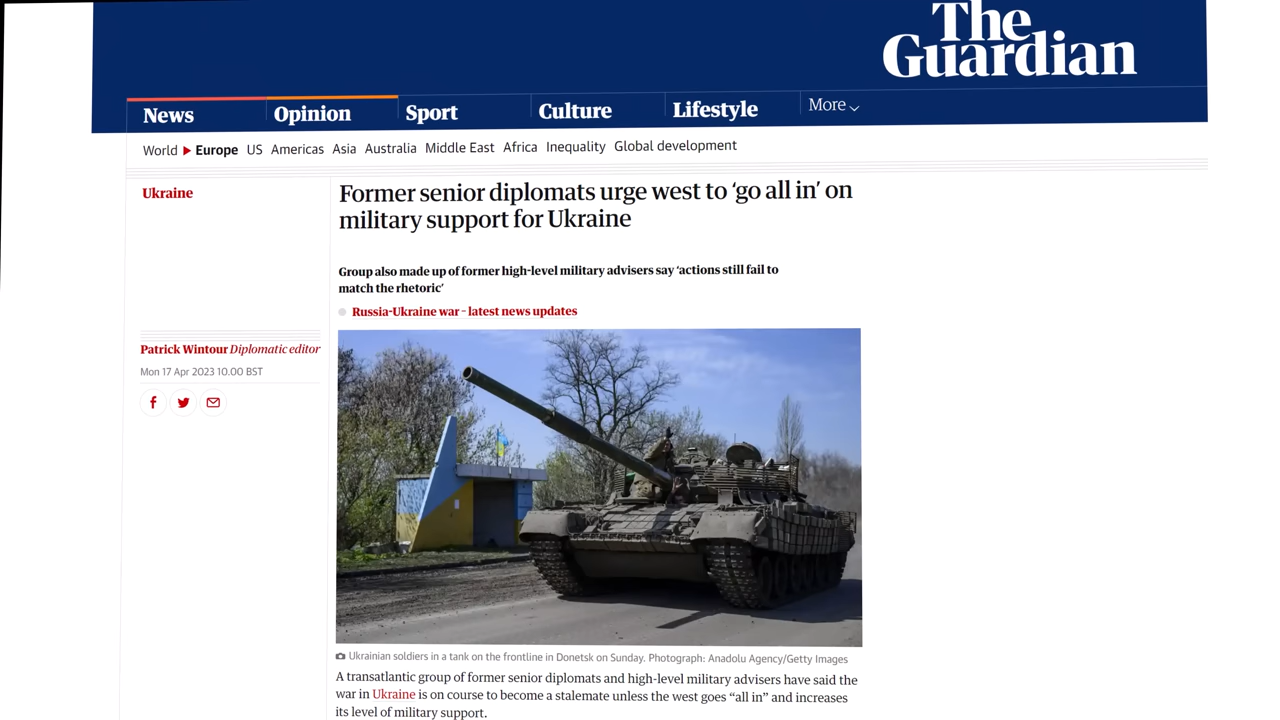 The
Guardian
News Opinion Sport Culture Lifestyle More
World Europe US Americas Asia Australia Middle East Africa Inequality Global development
Ukraine
Former senior diplomats urge west to ‘go all in’ on
military support for Ukraine
Group also made up of former high-level military advisers say ‘actions still fail to
match the rhetoric’
Russia-Ukraine war – latest news updates
Patrick Wintour Diplomatic editor
Mon 17 Apr 2023 10.00 BST
Ukrainian soldiers in a tank on the frontline in Donetsk on Sunday. Photograph: Anadolu Agency/Getty Images
A transatlantic group of former senior diplomats and high-level military advisers have said the
war in Ukraine is on course to become a stalemate unless the west goes “all in” and increases
its level of military support.